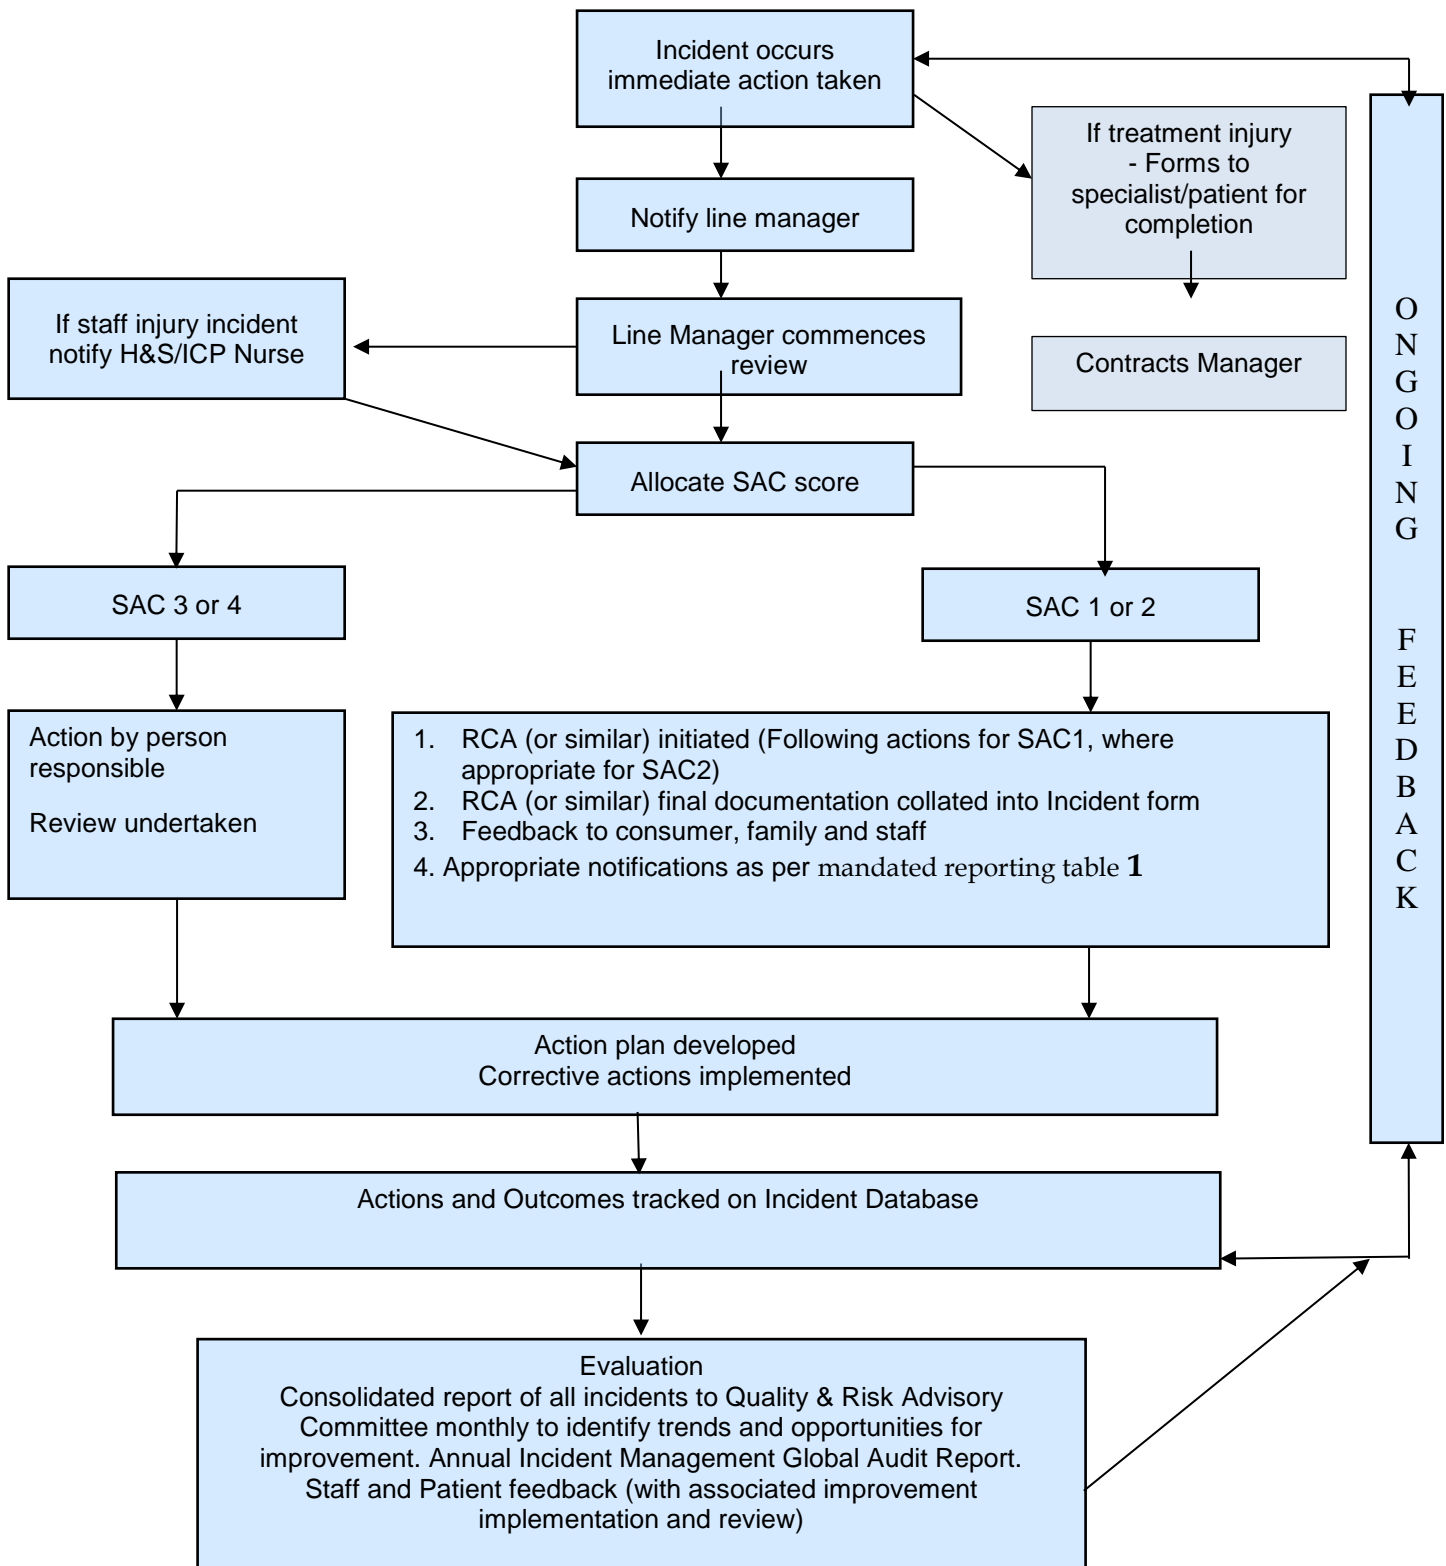 Incident occurs
immediate action taken
If treatment injury
- Forms to
specialist/patient for
completion
Notify line manager
If staff injury incident
notify H&S/ICP Nurse
Line Manager commences
review
Contracts Manager
Allocate SAC score
SAC 3 or 4
SAC 1 or 2
Action by person
responsible
Review undertaken
1. RCA (or similar) initiated (Following actions for SAC1, where
appropriate for SAC2)
2. RCA (or similar) final documentation collated into Incident form
3. Feedback to consumer, family and staff
4. Appropriate notifications as per mandated reporting table 1
Action plan developed
Corrective actions implemented
Actions and Outcomes tracked on Incident Database
Evaluation
Consolidated report of all incidents to Quality & Risk Advisory
Committee monthly to identify trends and opportunities for
improvement. Annual Incident Management Global Audit Report.
Staff and Patient feedback (with associated improvement
implementation and review)
ONGOING
FEEDBACK